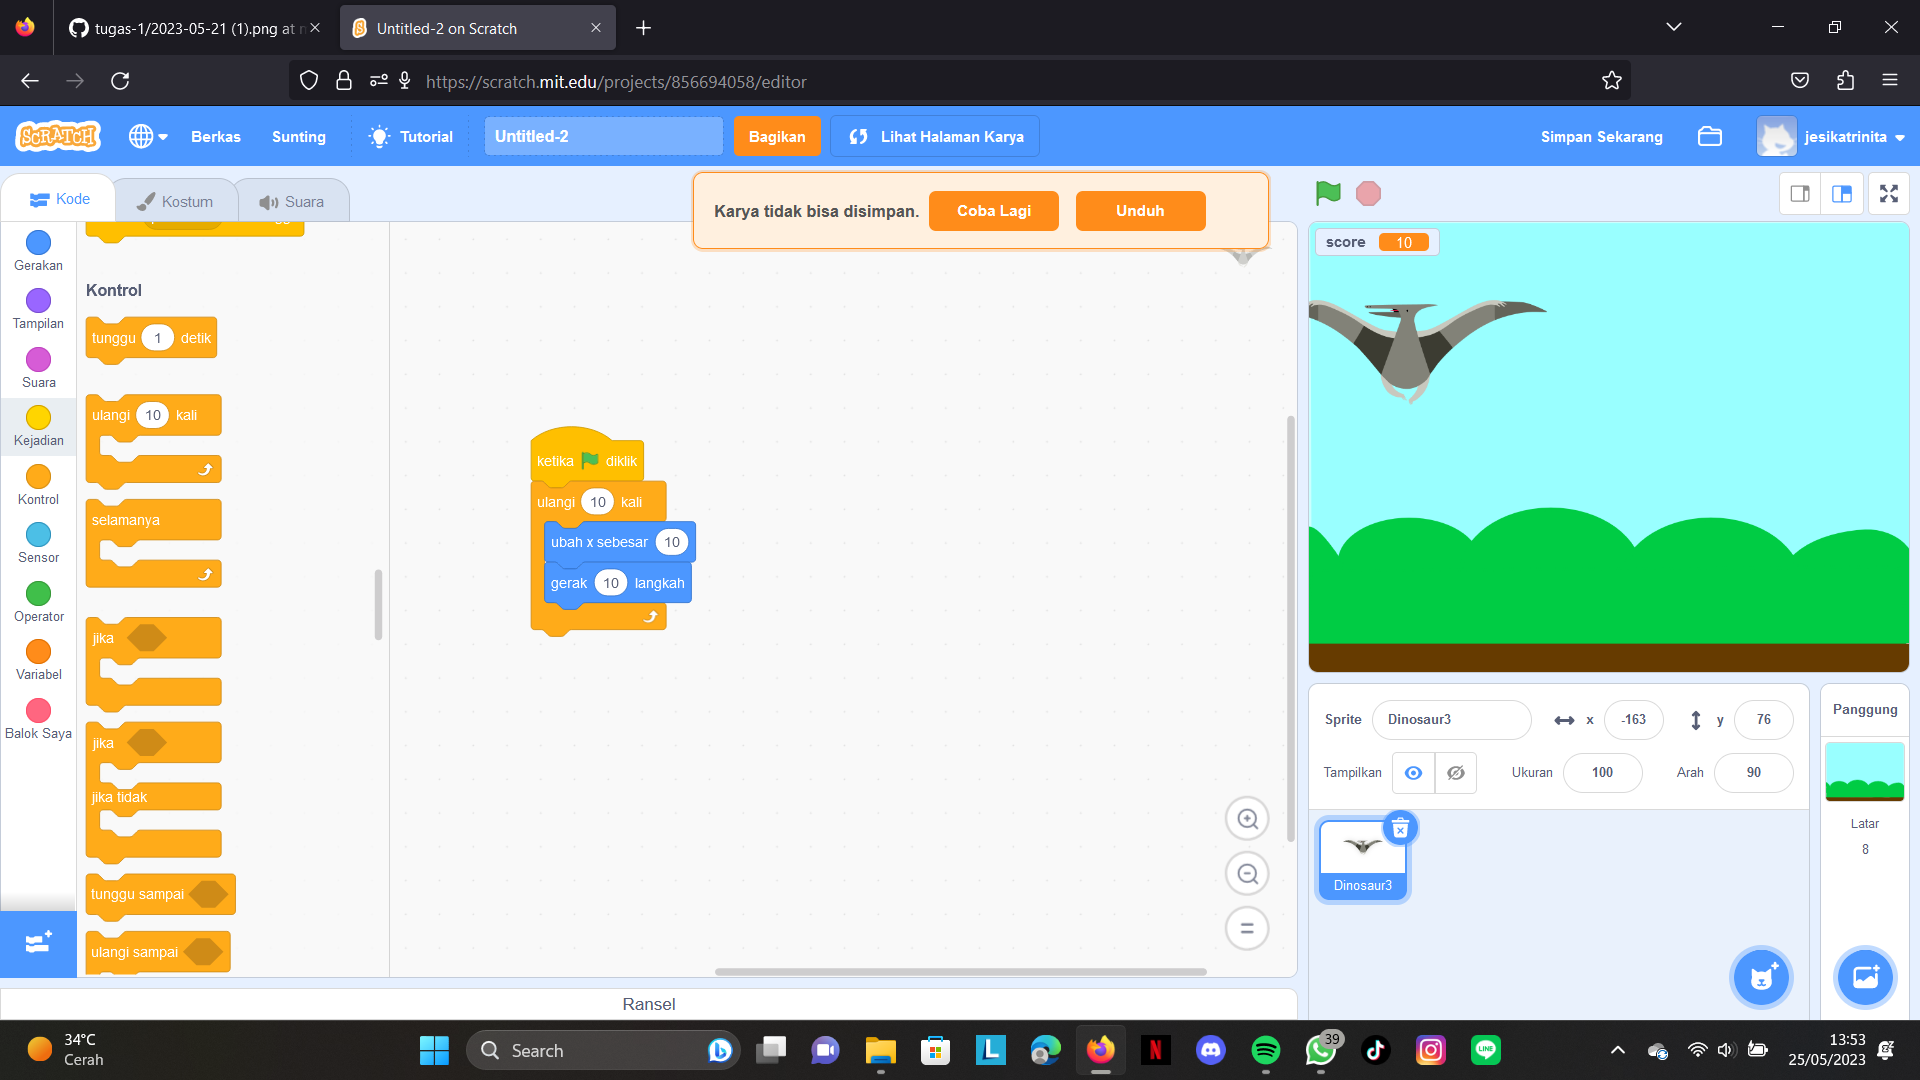 tugas-1/2023-05-21 (1).png at
Untitled-2 on Scratch
https://scratch.mit.edu/projects/856694058/editor
SCRATCH
Berkas
Sunting
Tutorial
Untitled-2
Bagikan
Lihat Halaman Karya
Simpan Sekarang
jesikatrinita
Kode
Kostum
Suara
Karya tidak bisa disimpan.
Coba Lagi
Unduh
Gerakan
Tampilan
Suara
Kejadian
Kontrol
Sensor
Operator
Variabel
Balok Saya
Kontrol
tunggu 1 detik
ulangi 10 kali
selamanya
jika
jika
jika tidak
tunggu sampai
ulangi sampai
ketika diklik
ulangi 10 kali
ubah x sebesar 10
gerak 10 langkah
score 10
Sprite Dinosaur3 x -163 y 76
Tampilkan Ukuran 100 Arah 90
Dinosaur3
Panggung
Latar
8
Ransel
34°C
Cerah
Search
39
13:53
25/05/2023